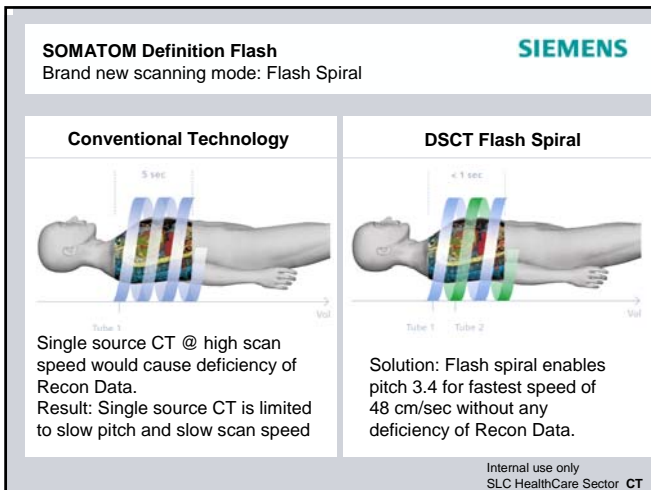 SOMATOM Definition Flash
Brand new scanning mode: Flash Spiral
SIEMENS
Conventional Technology
5 sec
Vol
Tube 1
Single source CT @ high scan
speed would cause deficiency of
Recon Data.
Result: Single source CT is limited
to slow pitch and slow scan speed
DSCT Flash Spiral
< 1 sec
Vol
Tube 1
Tube 2
Solution: Flash spiral enables
pitch 3.4 for fastest speed of
48 cm/sec without any
deficiency of Recon Data.
Internal use only
SLC HealthCare Sector CT